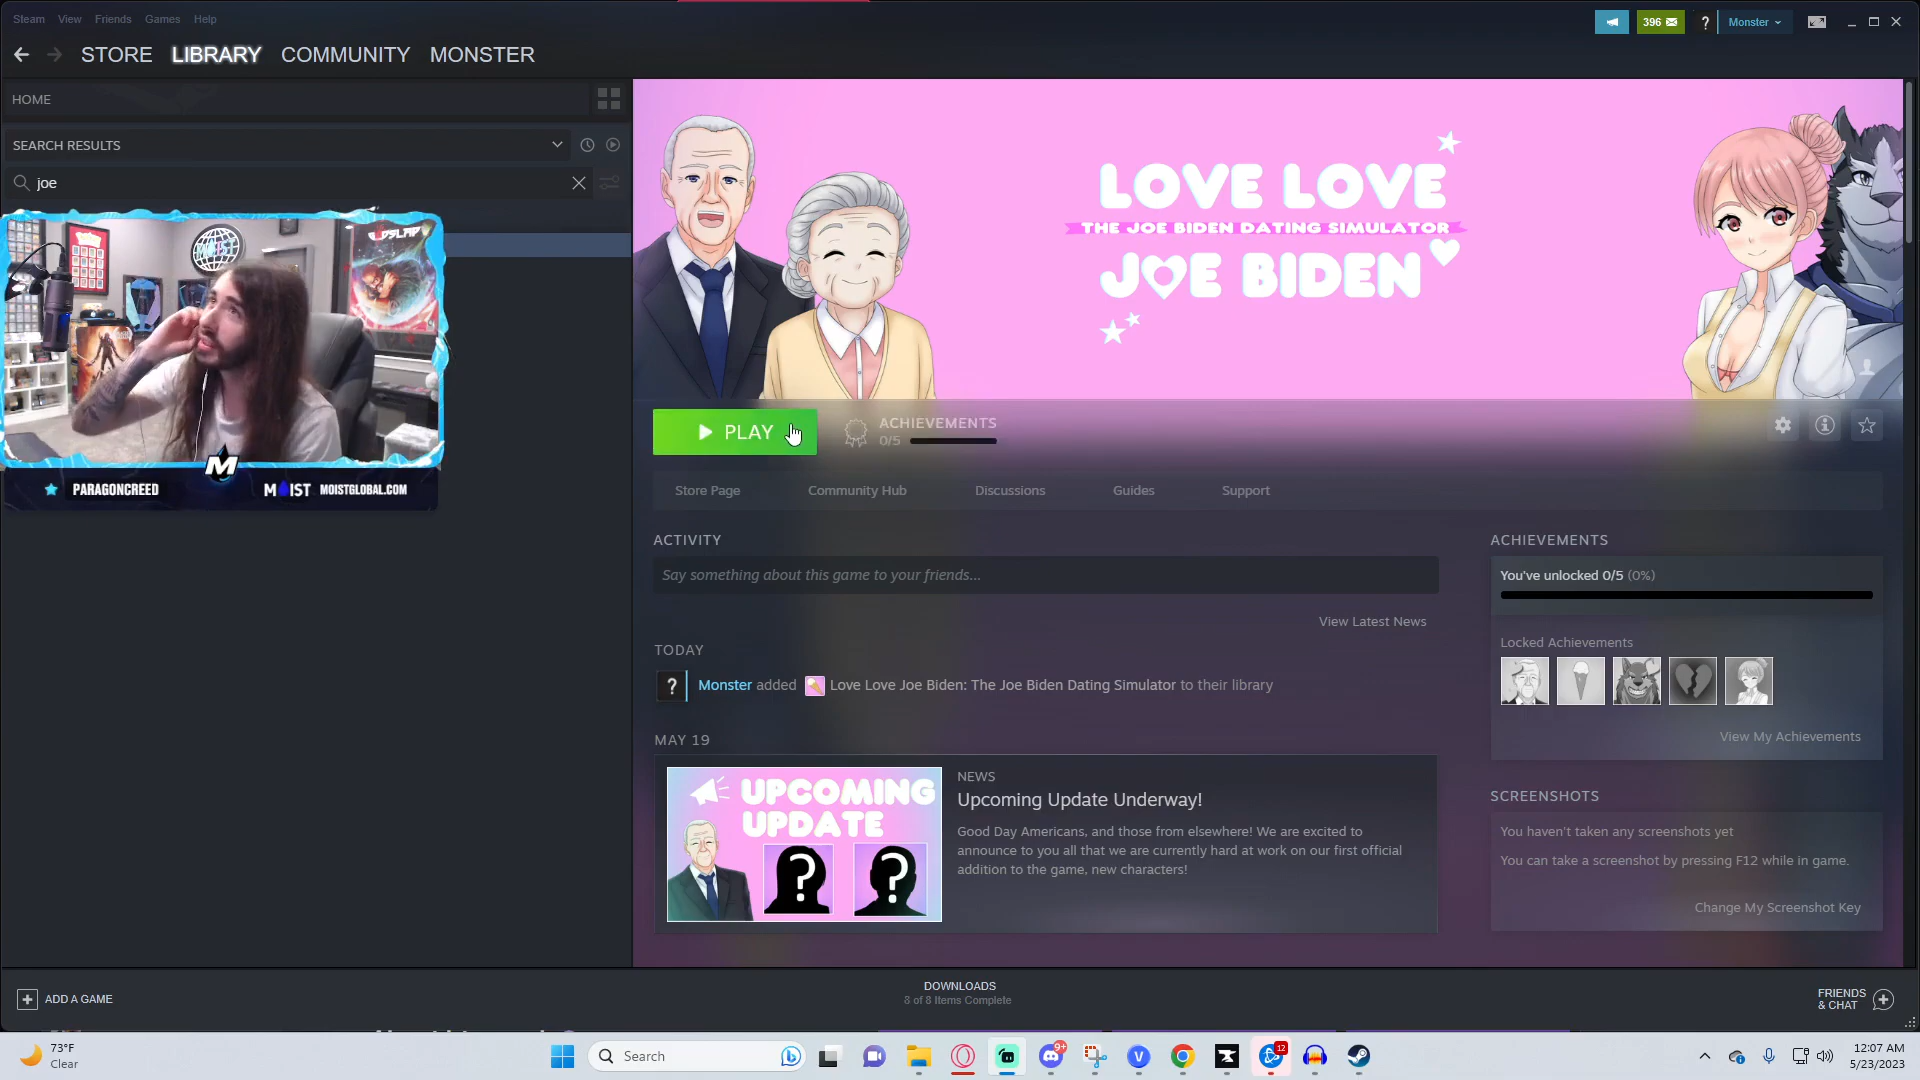 Steam View Friends Games Help
396
?
Monster
STORE LIBRARY COMMUNITY MONSTER
HOME
SEARCH RESULTS
joe
PARAGONCREED
M IST MOISTGLOBAL.COM
LOVE LOVE
THE JOE BIDEN DATING SIMULATOR
JOE BIDEN
PLAY
ACHIEVEMENTS
0/5
Store Page Community Hub Discussions Guides Support
ACTIVITY
Say something about this game to your friends...
View Latest News
TODAY
? Monster added Love Love Joe Biden: The Joe Biden Dating Simulator to their library
MAY 19
UPCOMING
UPDATE
? ?
NEWS
Upcoming Update Underway!
Good Day Americans, and those from elsewhere! We are excited to
announce to you all that we are currently hard at work on our first official
addition to the game, new characters!
ACHIEVEMENTS
You've unlocked 0/5 (0%)
Locked Achievements
View My Achievements
SCREENSHOTS
You haven't taken any screenshots yet
You can take a screenshot by pressing F12 while in game.
Change My Screenshot Key
ADD A GAME
DOWNLOADS
8 of 8 Items Complete
FRIENDS
& CHAT
73°F
Clear
Search
9+
12
12:07 AM
5/23/2023